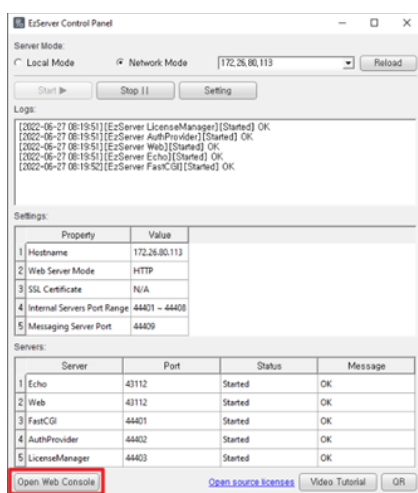 EzServer Control Panel
Server Mode:
Local Mode Network Mode 172,26,80,113 Reload
Start Stop || Setting
Logs:
[2022-06-27 08:19:51][EzServer LicenseManager][Started] OK
[2022-06-27 08:19:51][EzServer AuthProvider][Started] OK
[2022-06-27 08:19:51][EzServer Web][Started] OK
[2022-06-27 08:19:51][EzServer Echo][Started] OK
[2022-06-27 08:19:52][EzServer FastCGI][Started] OK
Settings:
Property Value
1 Hostname 172.26.80.113
2 Web Server Mode HTTP
3 SSL Certificate N/A
4 Internal Servers Port Range 44401 ~ 44408
5 Messaging Server Port 44409
Servers:
Server Port Status Message
1 Echo 43112 Started OK
2 Web 43112 Started OK
3 FastCGI 44401 Started OK
4 AuthProvider 44402 Started OK
5 LicenseManager 44403 Started OK
Open Web Console Open source licenses Video Tutorial QR